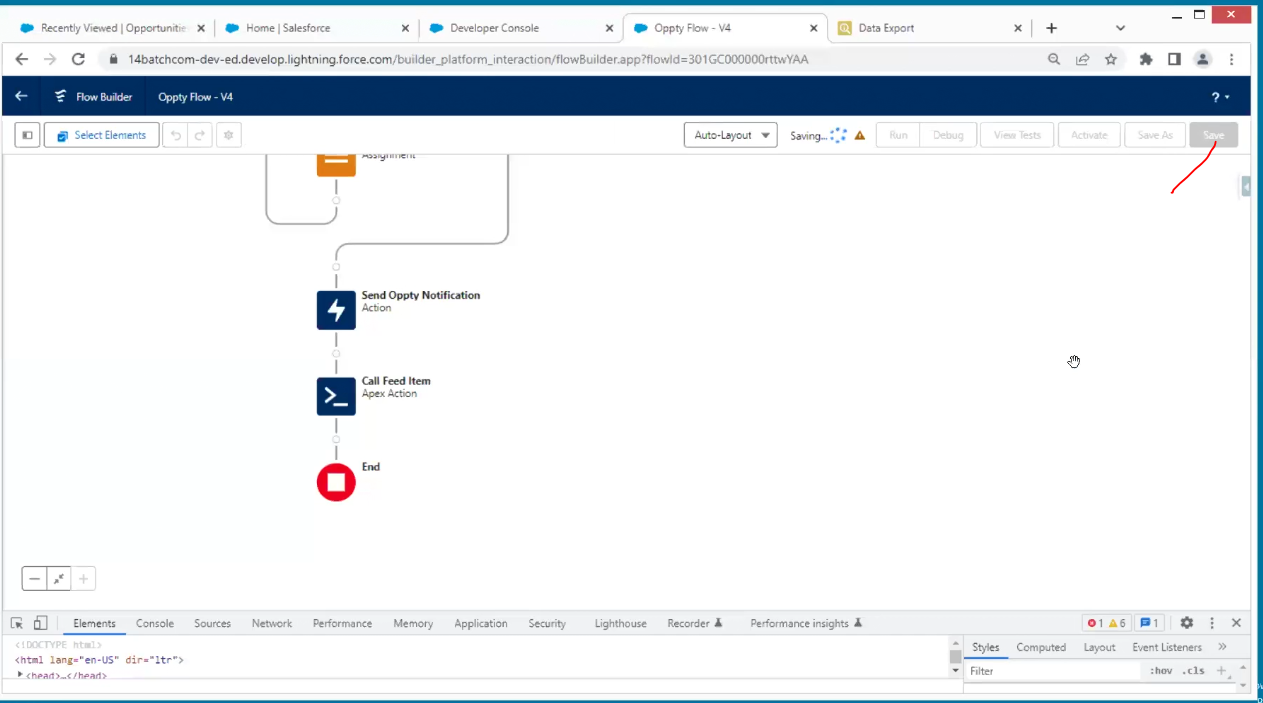 Recently Viewed | Opportunities
Home | Salesforce
Developer Console
Oppty Flow - V4
Data Export
14batchcom-dev-ed.develop.lightning.force.com/builder_platform_interaction/flowBuilder.app?flowId=301GC000000rttwYAA
Flow Builder
Oppty Flow - V4
?
Select Elements
Auto-Layout
Saving...
Run
Debug
View Tests
Activate
Save As
Save
Assignment
Send Oppty Notification
Action
Call Feed Item
Apex Action
End
Elements
Console
Sources
Network
Performance
Memory
Application
Security
Lighthouse
Recorder
Performance insights
1
6
1
<!DOCTYPE html>
<html lang="en-US" dir="ltr">
<head>…</head>
Styles
Computed
Layout
Event Listeners
Filter
:hov
.cls